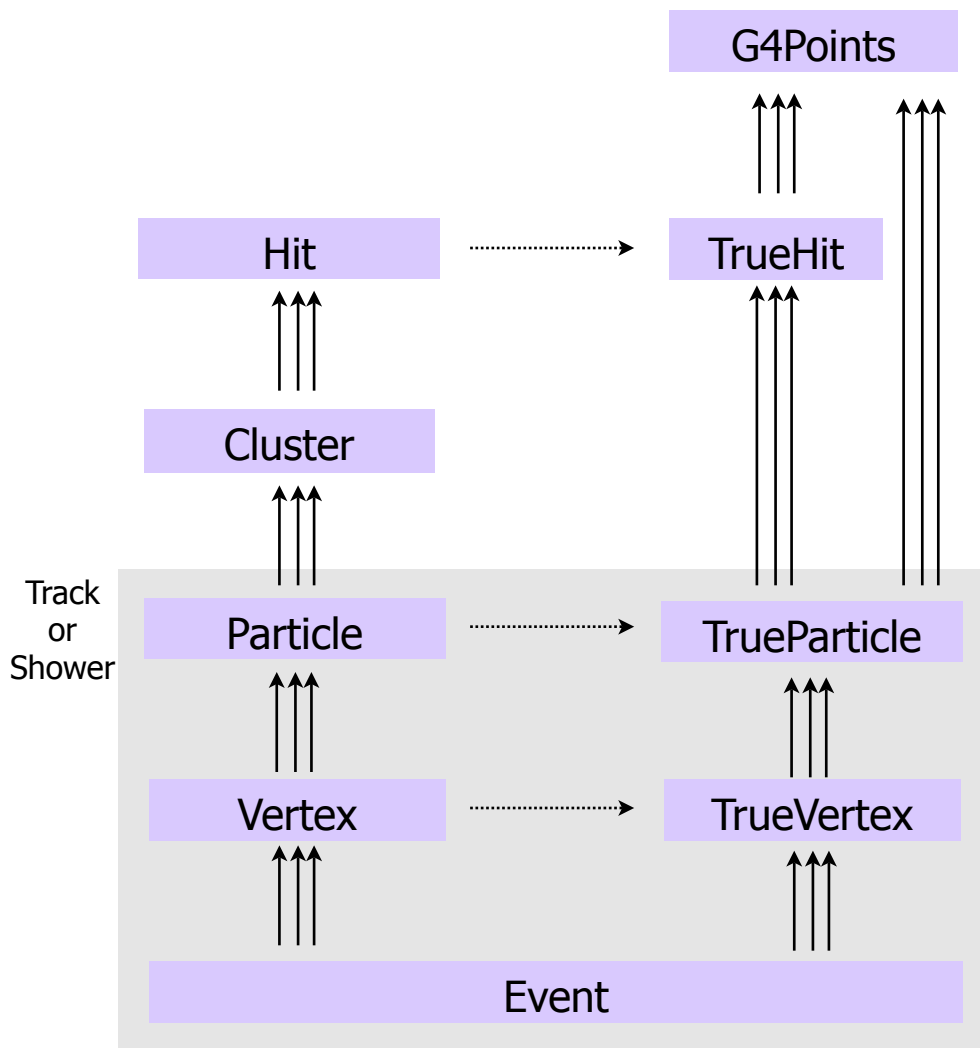 G4Points
Hit
TrueHit
Cluster
Track
or
Shower
Particle
TrueParticle
Vertex
TrueVertex
Event